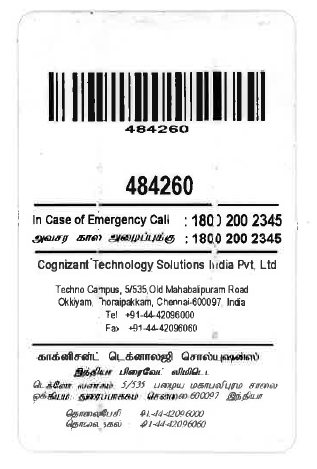 484260
484260
In Case of Emergency Call : 1800 200 2345
அவசர கால அழைப்புக்கு : 1800 200 2345
Cognizant Technology Solutions India Pvt, Ltd
Techno Campus, 5/535,Old Mahabalipuram Road
Okkiyam, Thoraipakkam, Chennai-600097, India
Tel +91-44-42096000
Fax +91-44-42096060
காக்னிசன்ட் டெக்னாலஜி சொல்யுஷன்ஸ்
இந்தியா பிரைவேட் லிமிடெ
டெக்னோ வளாகம் 5/535 பழைய மகாபலிபுரம் சாலை
ஒக்கியம் துரைப்பாக்கம் சென்னை-600097 இந்தியா
தொலைபேசி 91-44-42096000
தொலை நகல் 91-44-42096060